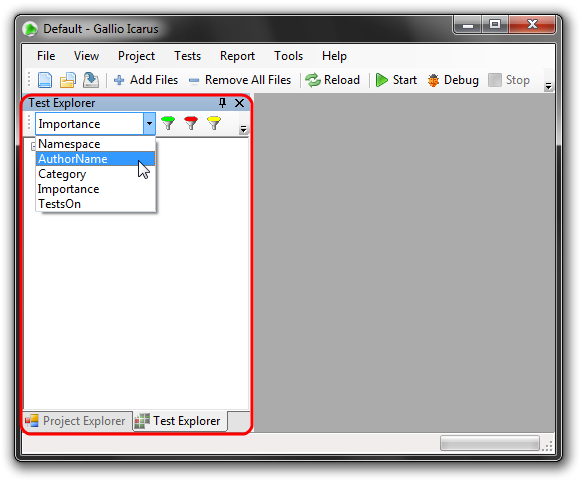 Default - Gallio Icarus
File View Project Tests Report Tools Help
Add Files Remove All Files Reload Start Debug Stop
Test Explorer
Importance
Namespace
AuthorName
Category
Importance
TestsOn
Project Explorer Test Explorer